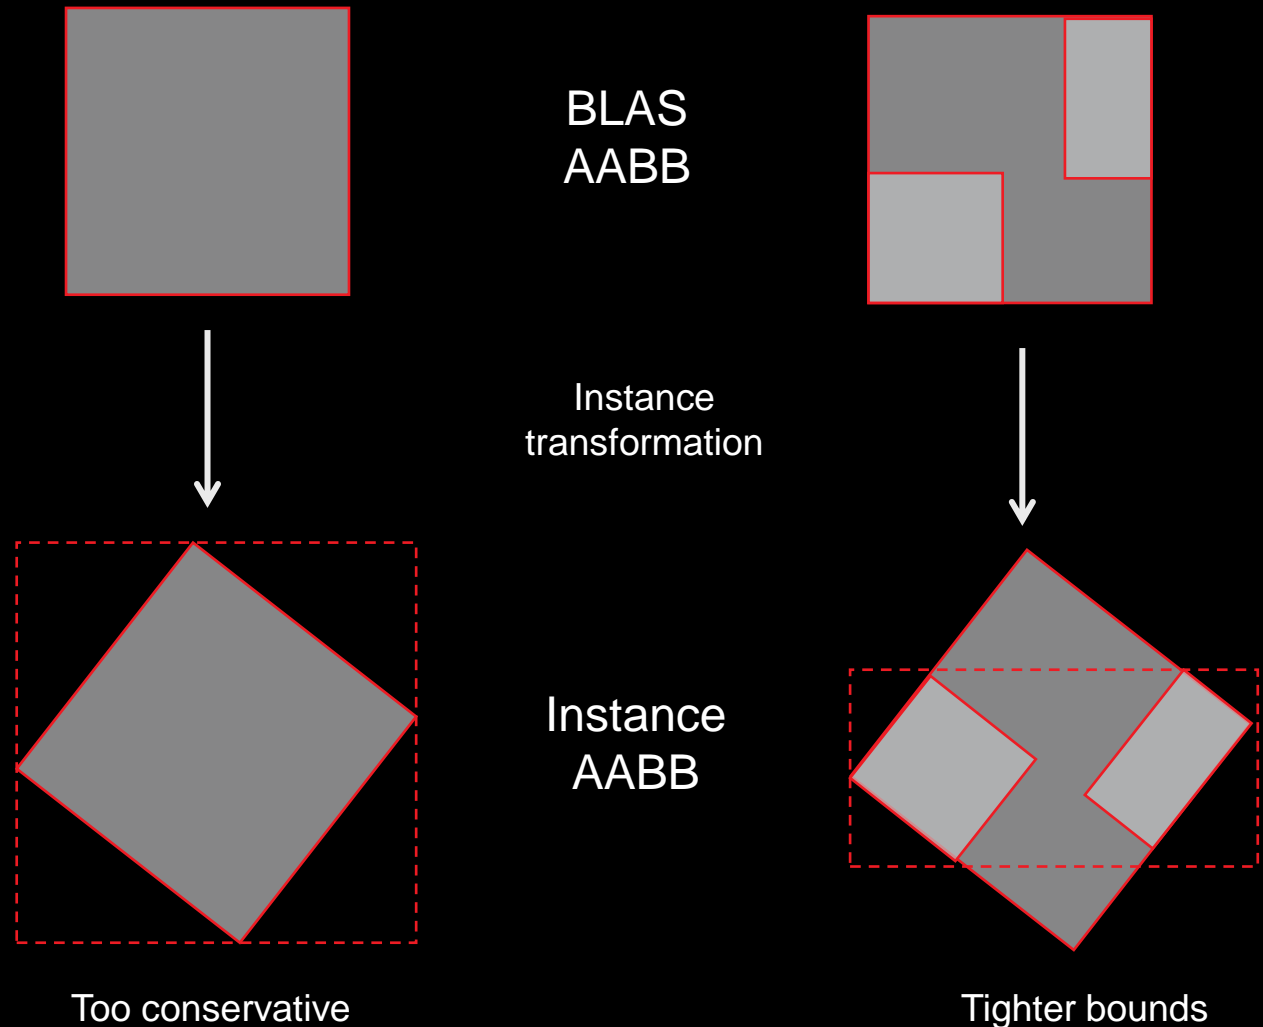 BLAS
AABB
Instance
transformation
Instance
AABB
Too conservative
Tighter bounds